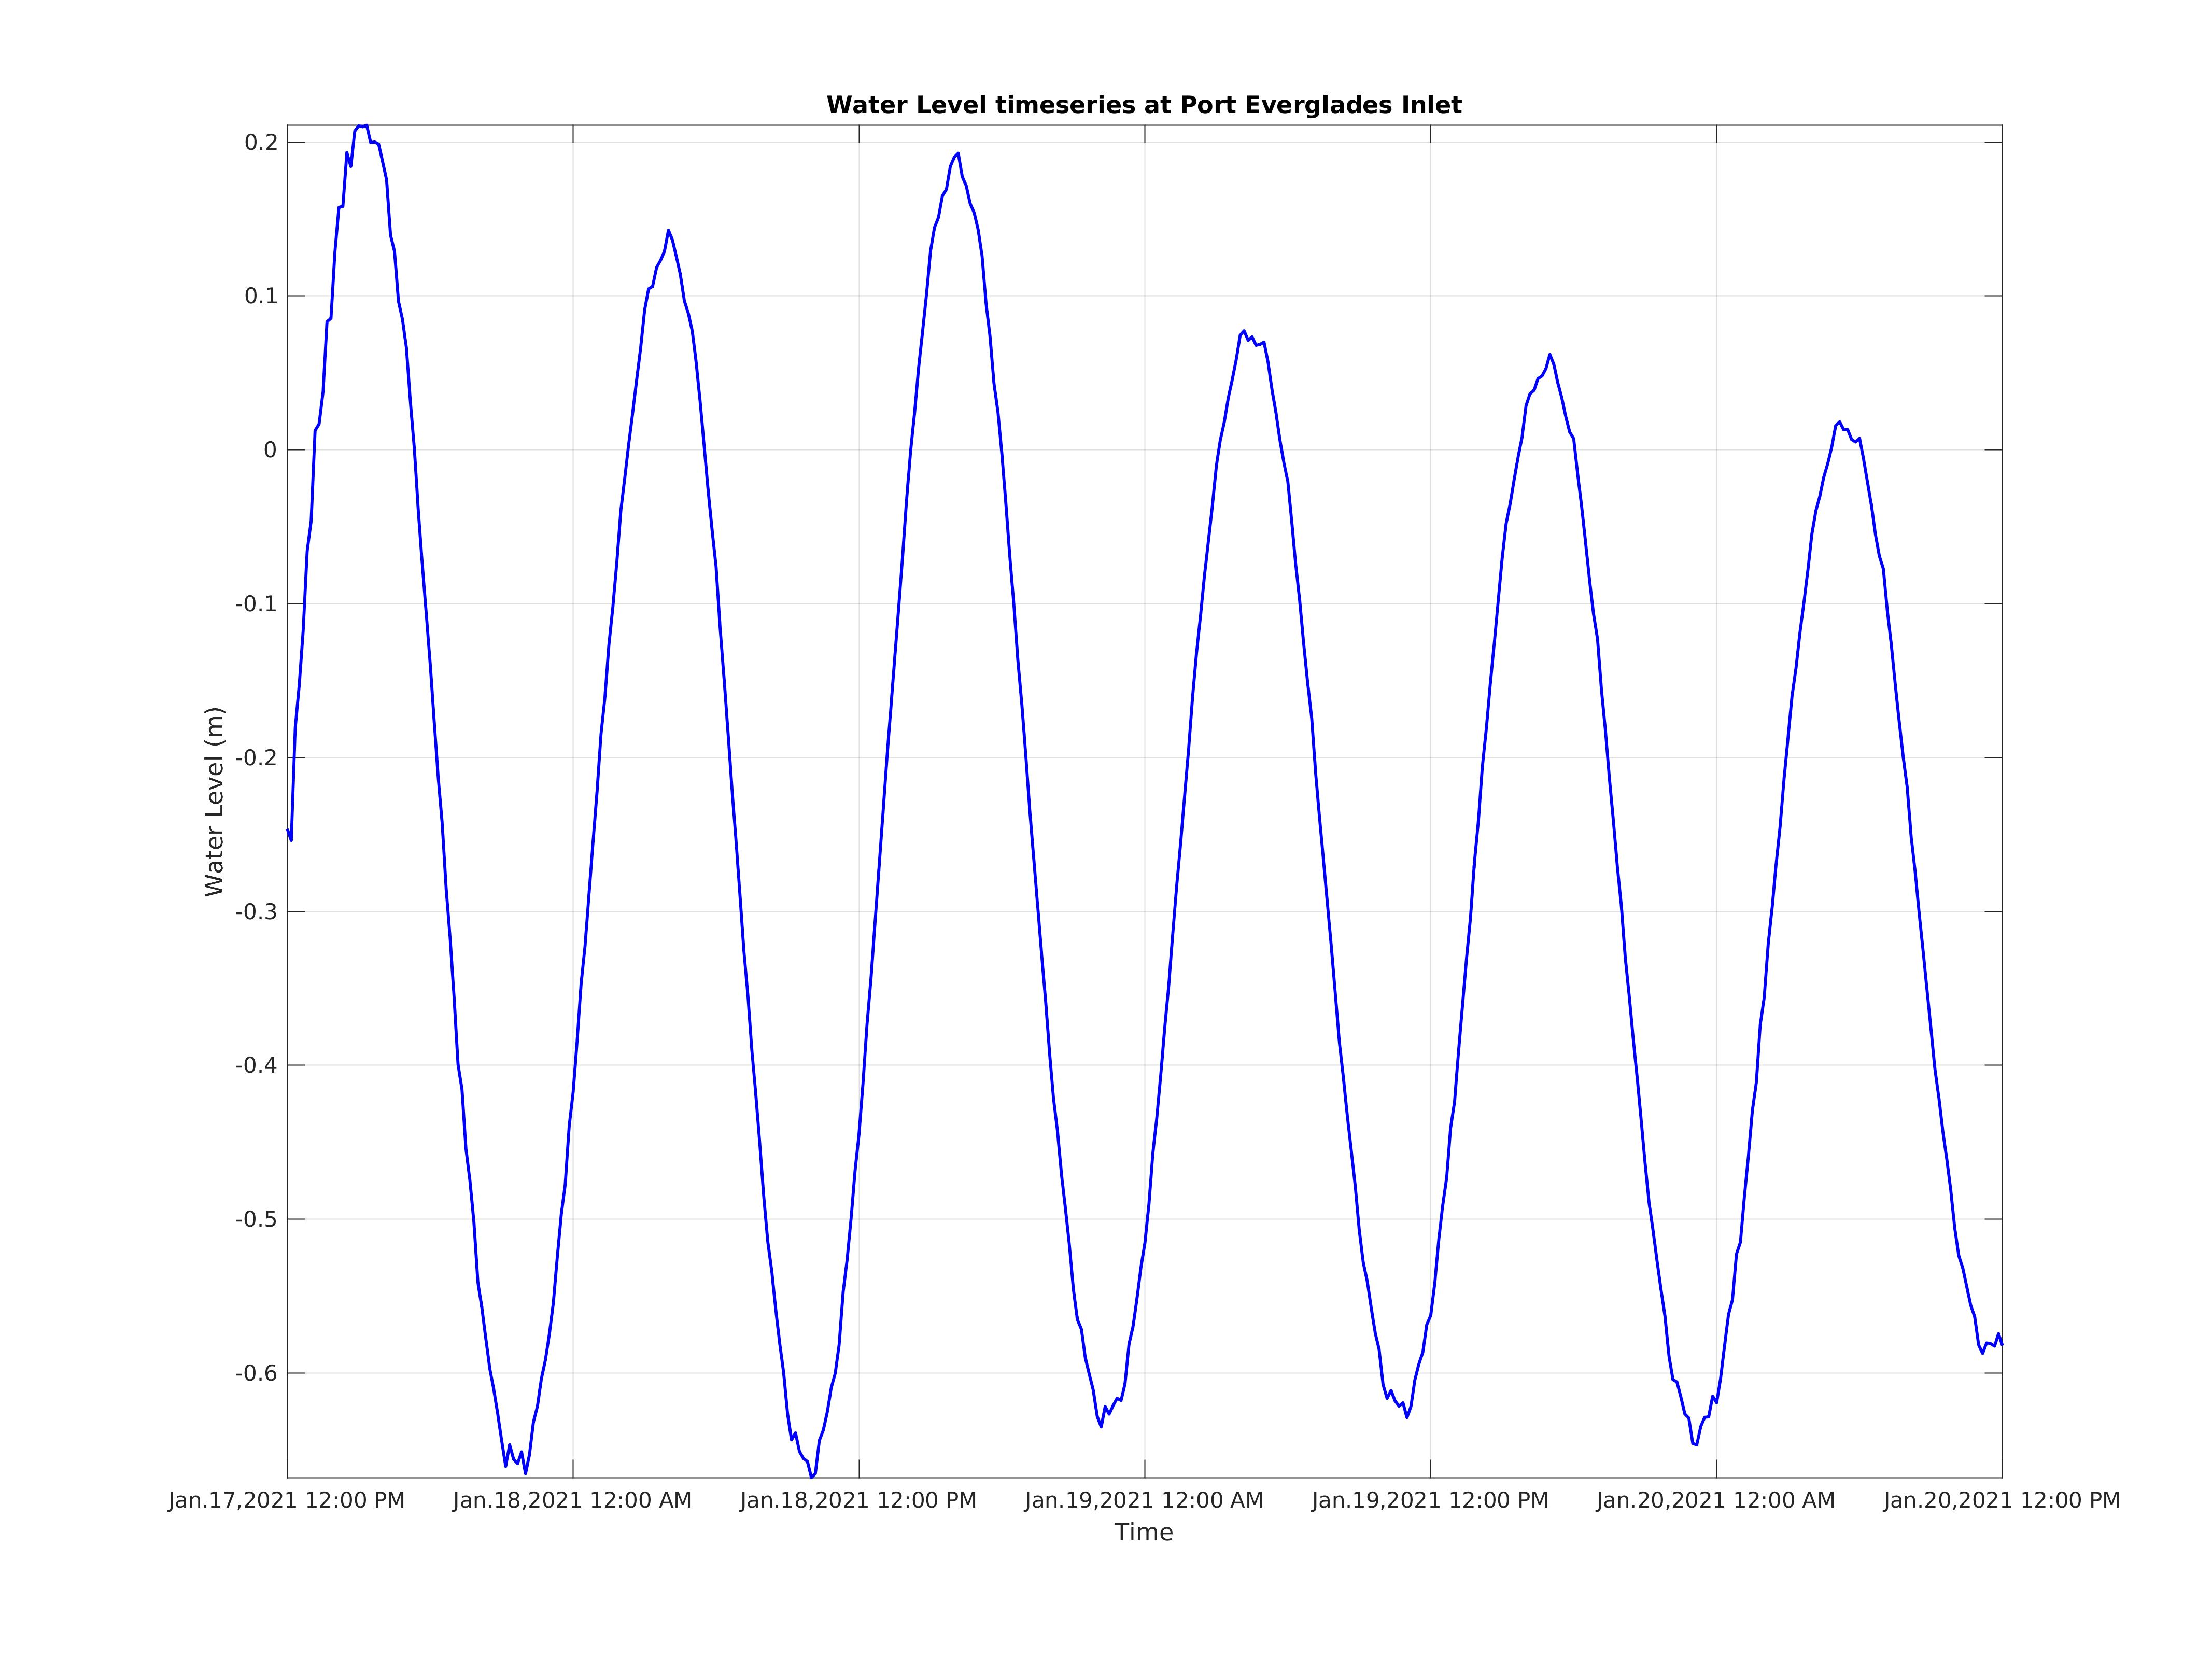 Water Level timeseries at Port Everglades Inlet
0.2
0.1
0
-0.1
-0.2
-0.3
-0.4
-0.5
-0.6
Water Level (m)
Jan.17,2021 12:00 PM
Jan.18,2021 12:00 AM
Jan.18,2021 12:00 PM
Jan.19,2021 12:00 AM
Jan.19,2021 12:00 PM
Jan.20,2021 12:00 AM
Jan.20,2021 12:00 PM
Time